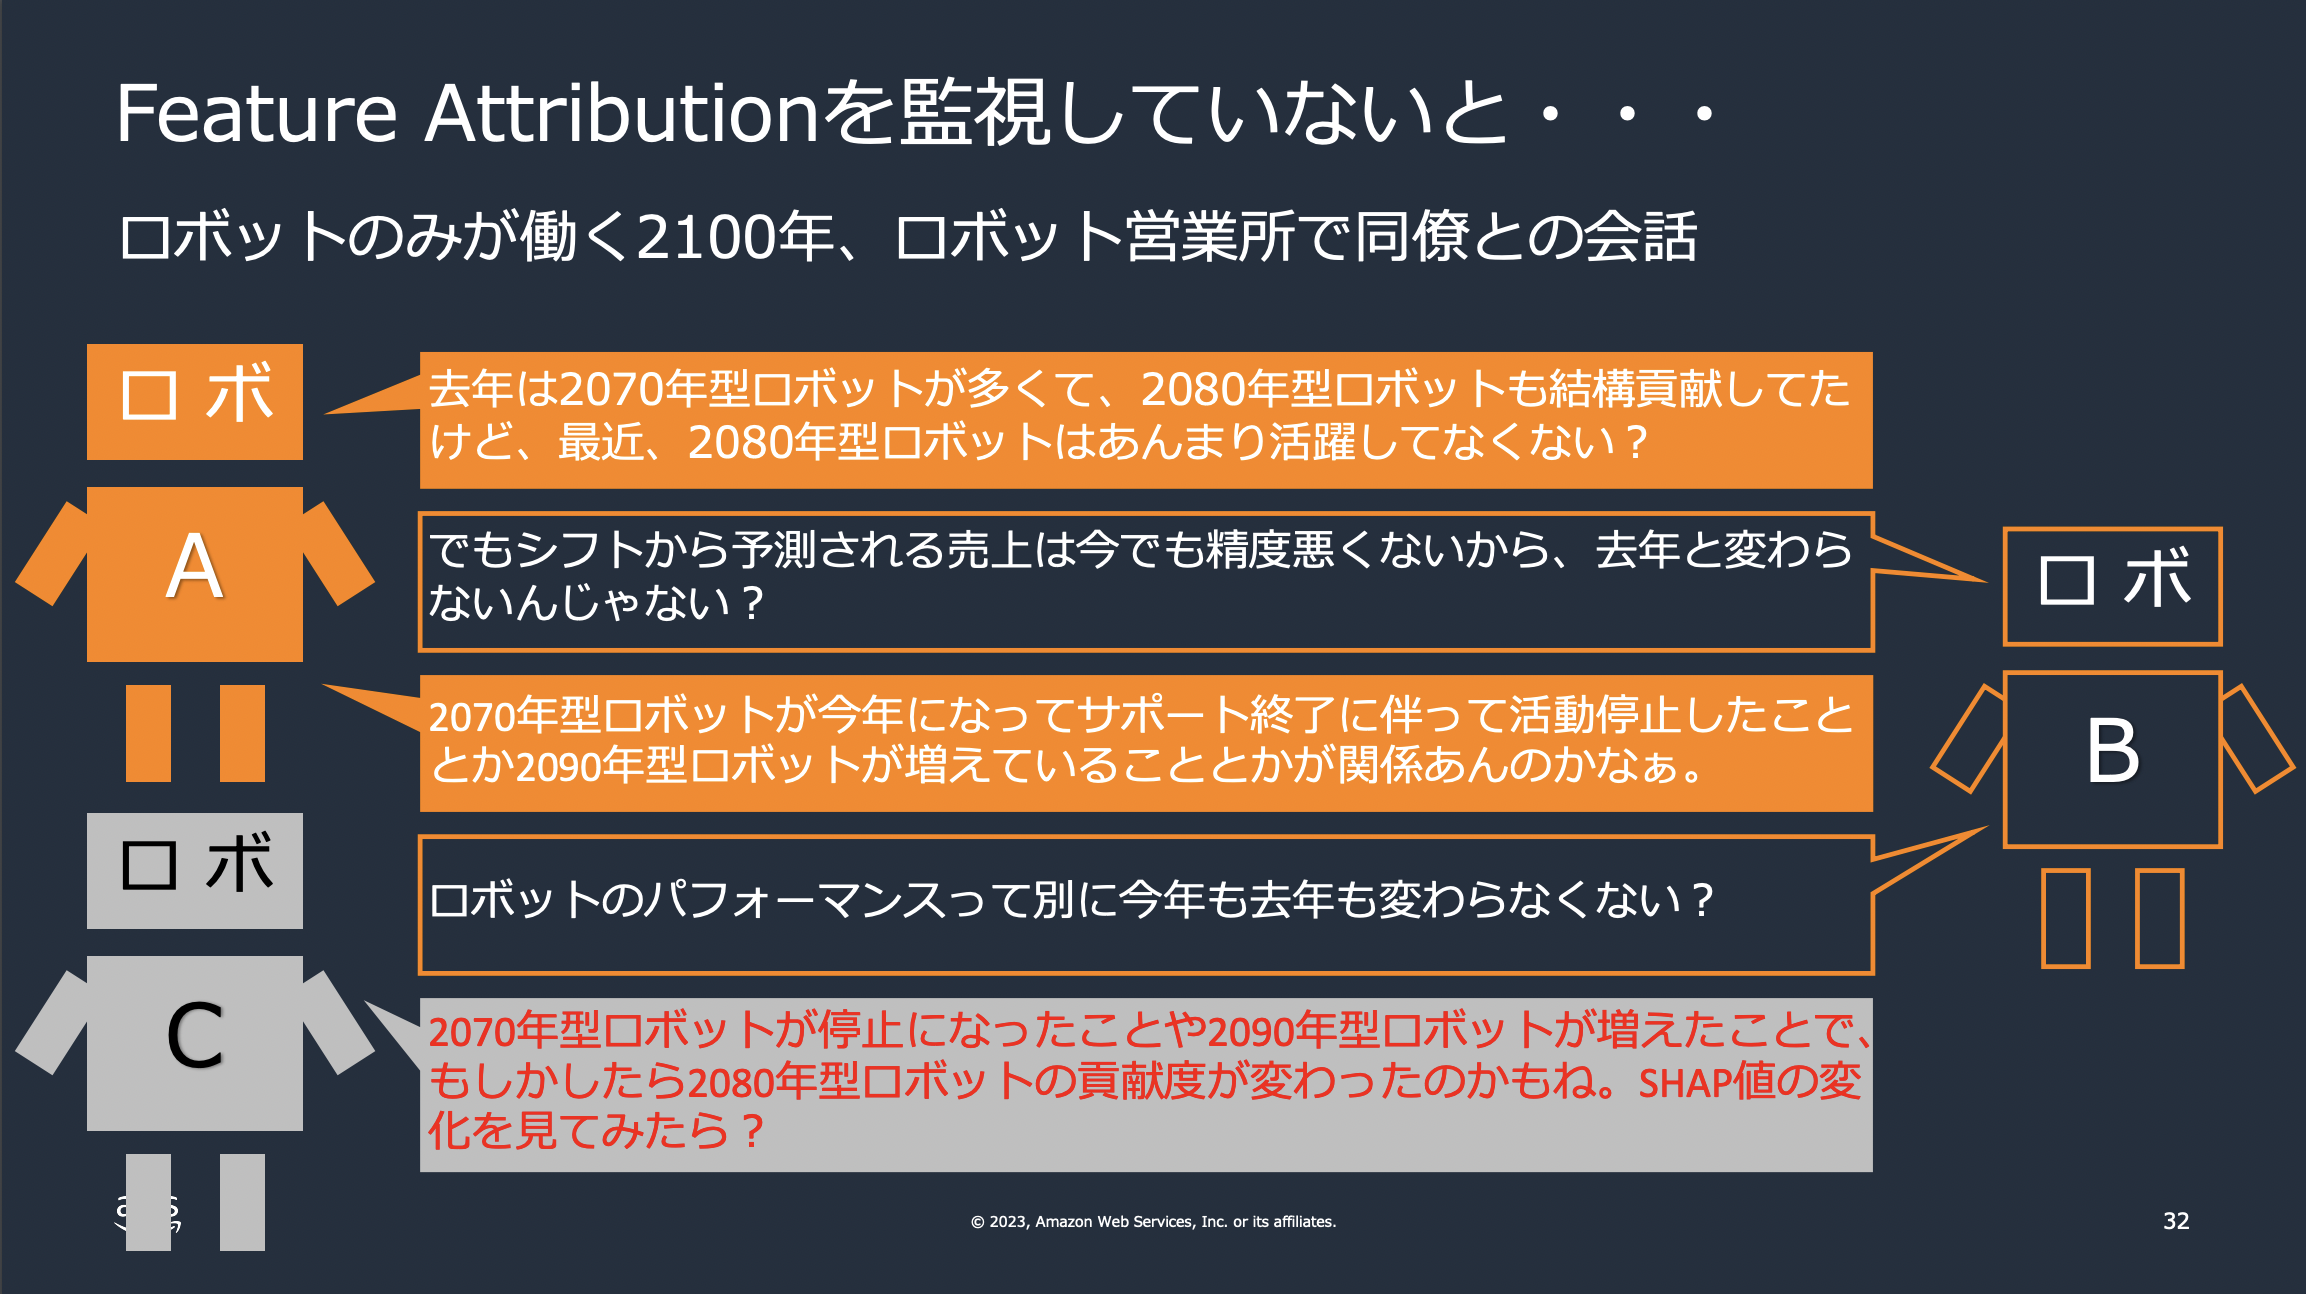 Feature Attributionを監視していないと・・・
ロボットのみが働く2100年、ロボット営業所で同僚との会話
ロ ボ
A
去年は2070年型ロボットが多くて、2080年型ロボットも結構貢献してた
けど、最近、2080年型ロボットはあんまり活躍してなくない？
でもシフトから予測される売上は今でも精度悪くないから、去年と変わら
ないんじゃない？
ロ ボ
B
2070年型ロボットが今年になってサポート終了に伴って活動停止したこと
とか2090年型ロボットが増えていることとかが関係あんのかなぁ。
ロボットのパフォーマンスって別に今年も去年も変わらなくない？
ロ ボ
C
2070年型ロボットが停止になったことや2090年型ロボットが増えたことで、
もしかしたら2080年型ロボットの貢献度が変わったのかもね。SHAP値の変
化を見てみたら？
© 2023, Amazon Web Services, Inc. or its affiliates.
32